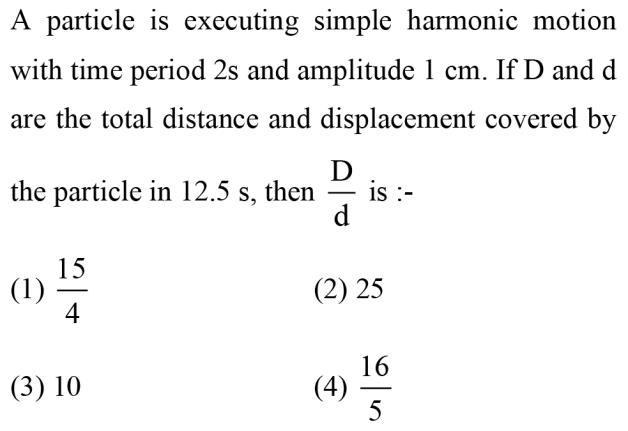 A particle is executing simple harmonic motion
with time period 2s and amplitude 1 cm. If D and d
are the total distance and displacement covered by
the particle in 12.5 s, then D/d is :-
(1) 15/4 (2) 25
(3) 10 (4) 16/5